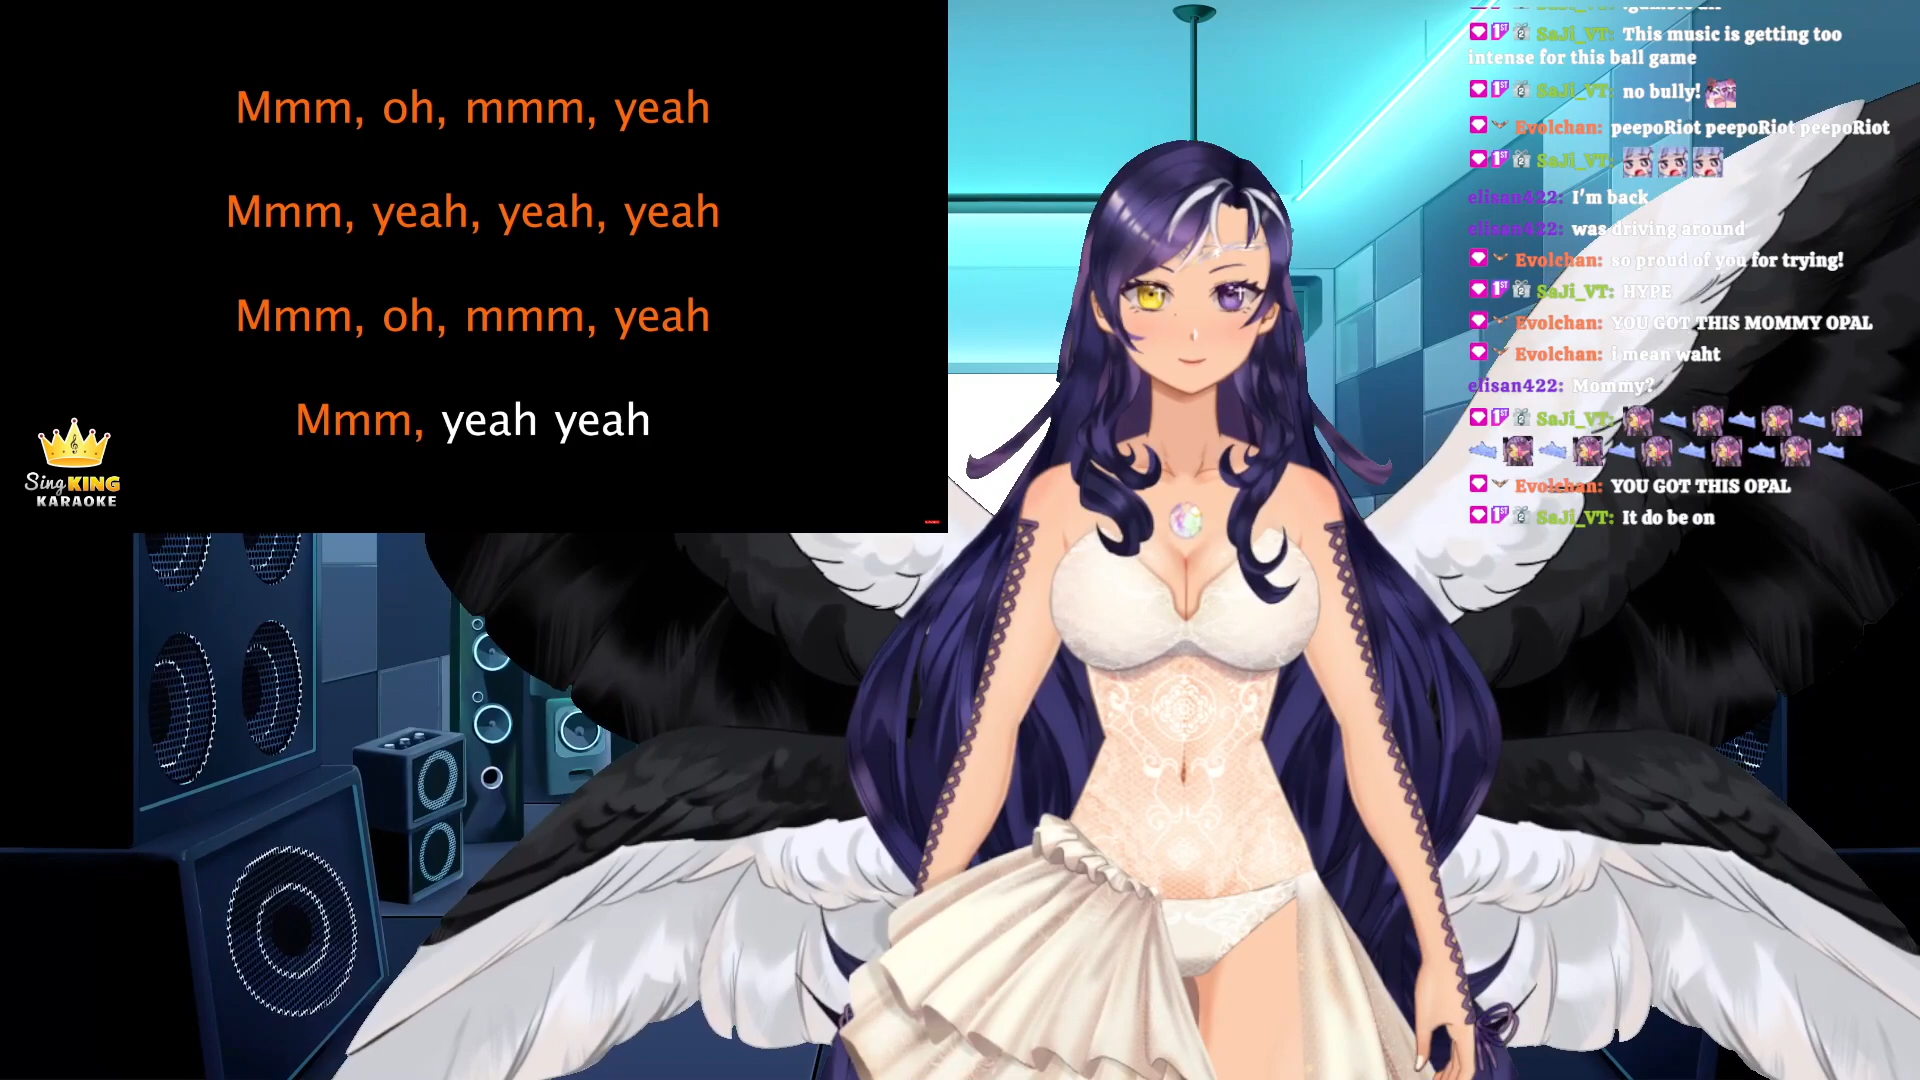 Mmm, oh, mmm, yeah
Mmm, yeah, yeah, yeah
Mmm, oh, mmm, yeah
Mmm, yeah yeah
Sing KING
KARAOKE
SaJi_VT: This music is getting too
intense for this ball game
SaJi_VT: no bully!
Evolchan: peepoRiot peepoRiot peepoRiot
SaJi_VT:
elisan422: I'm back
elisan422: was driving around
Evolchan: so proud of you for trying!
SaJi_VT: HYPE
Evolchan: YOU GOT THIS MOMMY OPAL
Evolchan: i mean waht
elisan422: Mommy?
SaJi_VT:
Evolchan: YOU GOT THIS OPAL
SaJi_VT: It do be on